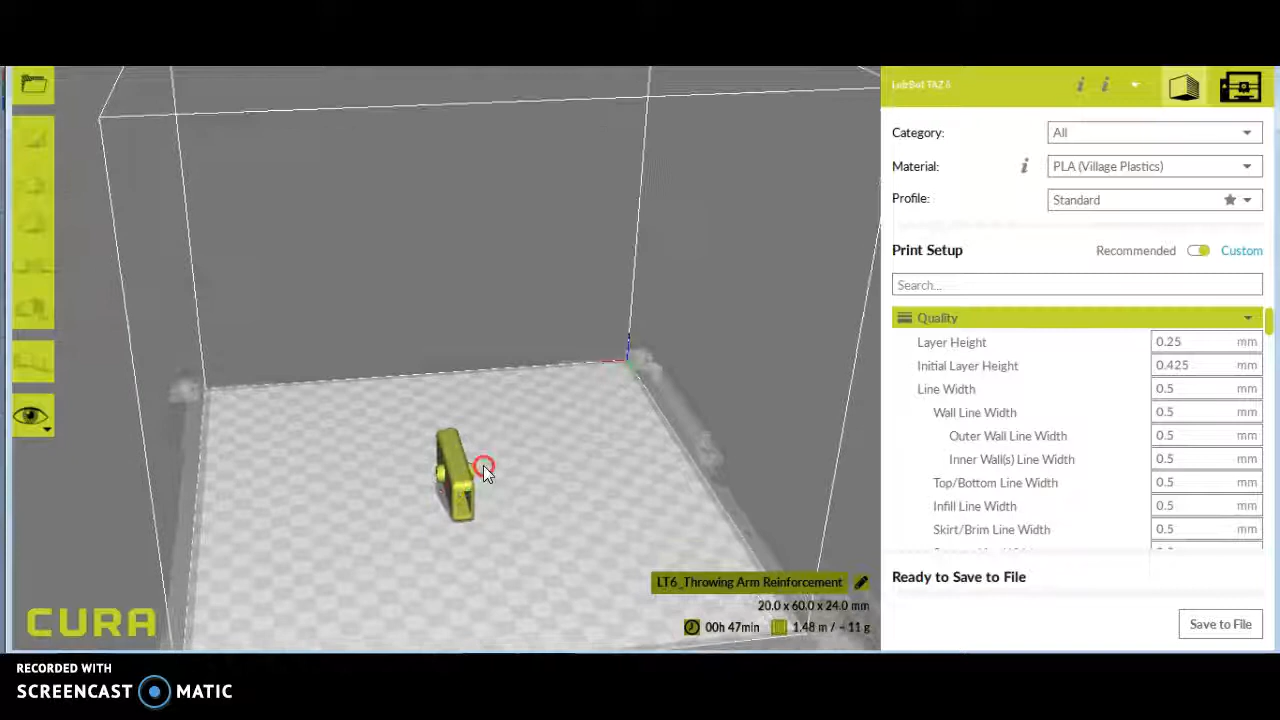 LulzBot TAZ 6
Category: All
Material: PLA (Village Plastics)
Profile: Standard
Print Setup Recommended Custom
Search...
Quality
Layer Height 0.25 mm
Initial Layer Height 0.425 mm
Line Width 0.5 mm
Wall Line Width 0.5 mm
Outer Wall Line Width 0.5 mm
Inner Wall(s) Line Width 0.5 mm
Top/Bottom Line Width 0.5 mm
Infill Line Width 0.5 mm
Skirt/Brim Line Width 0.5 mm
LT6_Throwing Arm Reinforcement
20.0 x 60.0 x 24.0 mm
00h 47min 1.48 m / ~ 11 g
Ready to Save to File
Save to File
CURA
RECORDED WITH
SCREENCAST MATIC